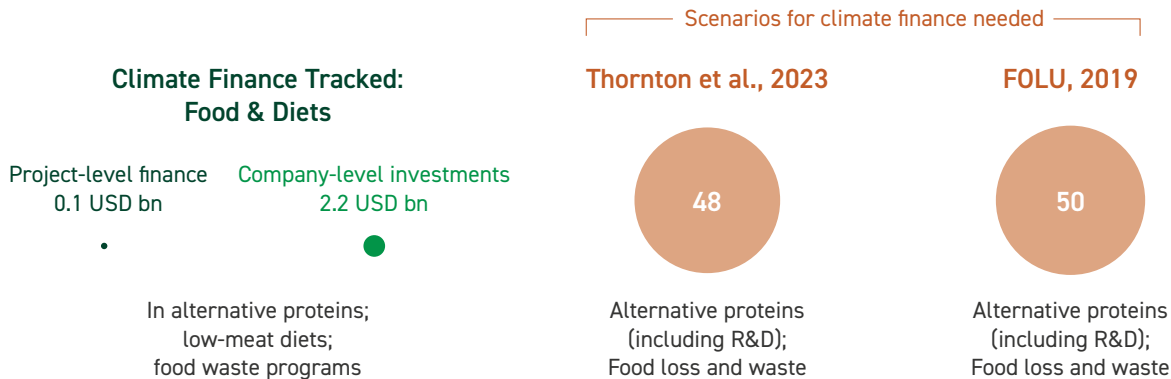 Scenarios for climate finance needed
Climate Finance Tracked:
Food & Diets
Project-level finance
0.1 USD bn
Company-level investments
2.2 USD bn
In alternative proteins;
low-meat diets;
food waste programs
Thornton et al., 2023
48
Alternative proteins
(including R&D);
Food loss and waste
FOLU, 2019
50
Alternative proteins
(including R&D);
Food loss and waste